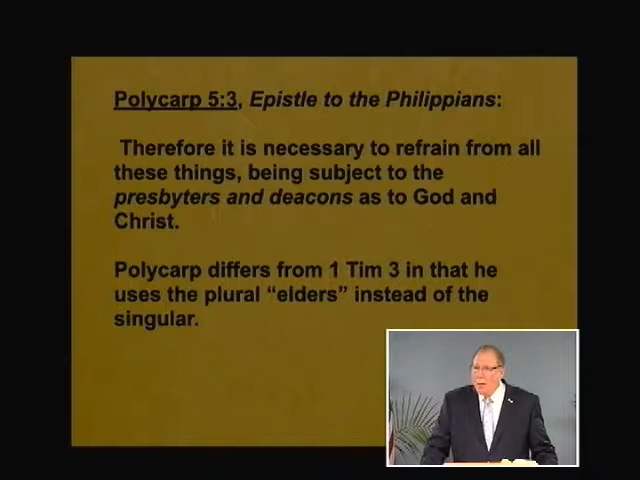 Polycarp 5:3, Epistle to the Philippians:
Therefore it is necessary to refrain from all
these things, being subject to the
presbyters and deacons as to God and
Christ.
Polycarp differs from 1 Tim 3 in that he
uses the plural “elders” instead of the
singular.